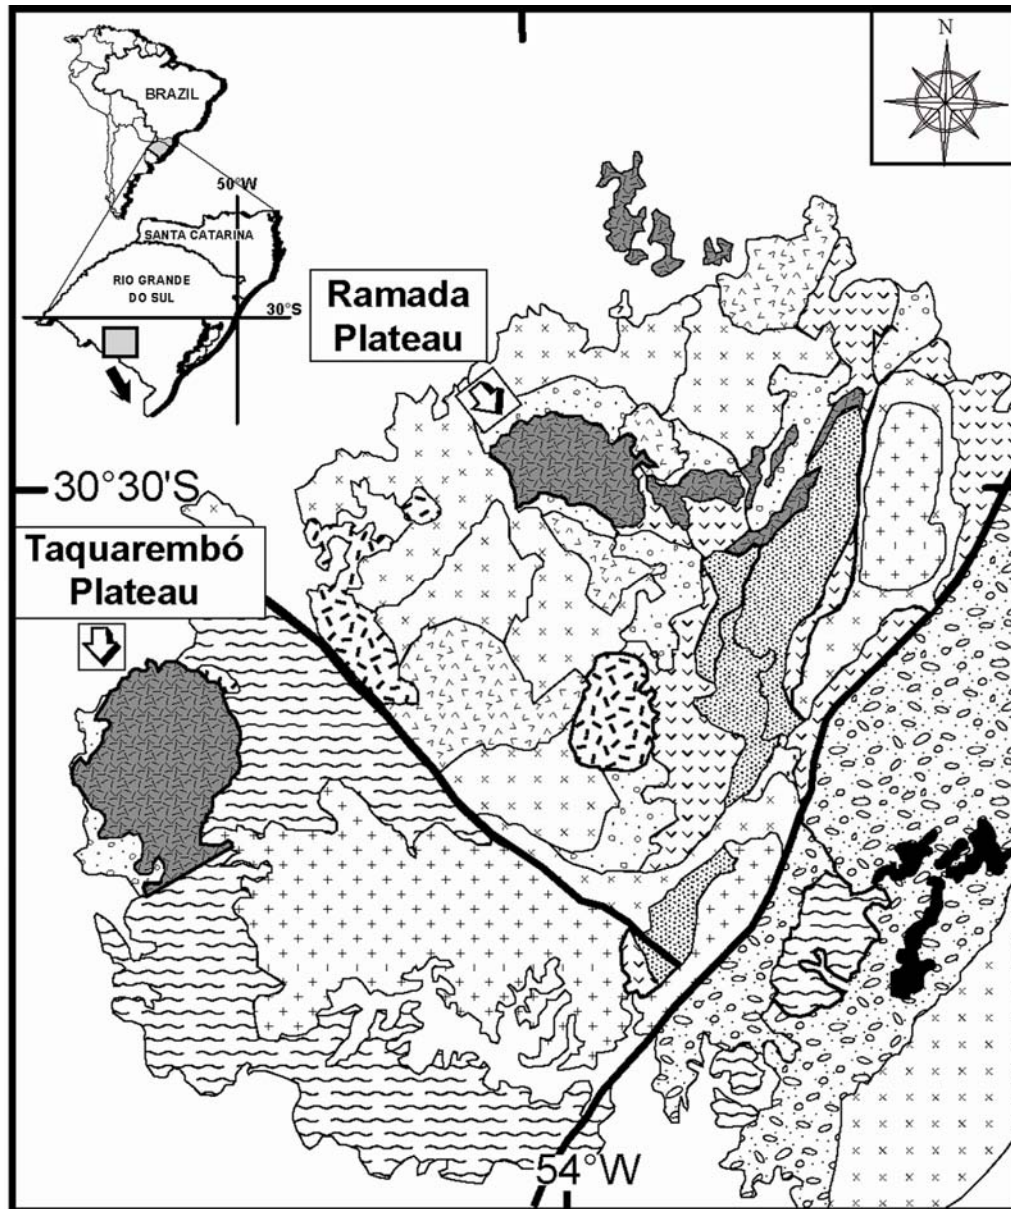 N
BRAZIL
50°W
SANTA CATARINA
RIO GRANDE
DO SUL
30°S
Ramada
Plateau
30°30'S
Taquarembó
Plateau
54°W